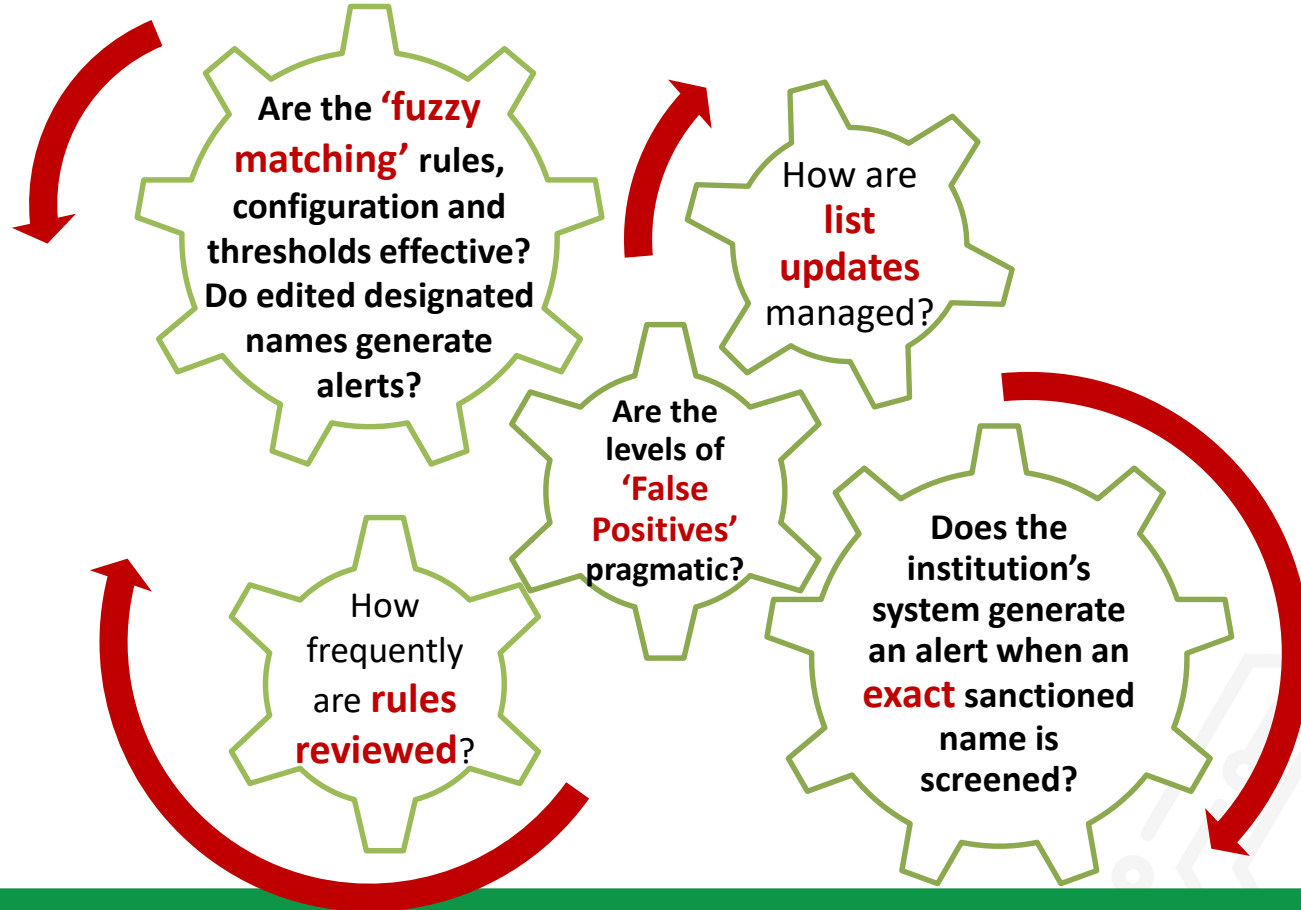 Are the ‘fuzzy
matching’ rules,
configuration and
thresholds effective?
Do edited designated
names generate
alerts?
How are
list
updates
managed?
Are the
levels of
‘False
Positives’
pragmatic?
How
frequently
are rules
reviewed?
Does the
institution’s
system generate
an alert when an
exact sanctioned
name is
screened?